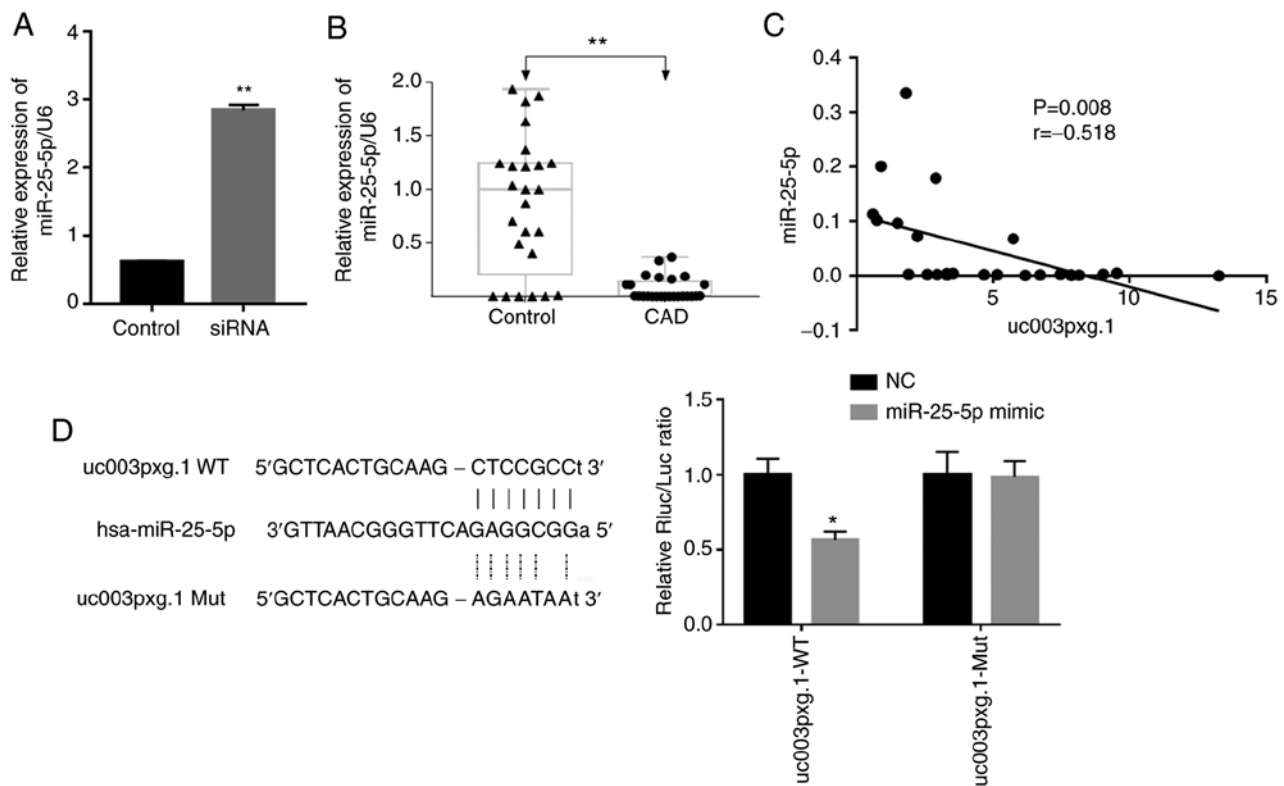 A
Relative expression of
miR-25-5p/U6
4
3
2
1
0
**
Control
siRNA
B
Relative expression of
miR-25-5p/U6
**
2.0
1.5
1.0
0.5
Control
CAD
C
miR-25-5p
0.4
0.3
0.2
0.1
0.0
−0.1
P=0.008
r=−0.518
5
10
15
uc003pxg.1
D
uc003pxg.1 WT 5′GCTCACTGCAAG – CTCCGCCt 3′
hsa-miR-25-5p 3′GTTAACGGGTTCAGAGGCGGa 5′
uc003pxg.1 Mut 5′GCTCACTGCAAG – AGAATAAt 3′
NC
miR-25-5p mimic
Relative Rluc/Luc ratio
1.5
1.0
0.5
0.0
*
uc003pxg.1-WT
uc003pxg.1-Mut